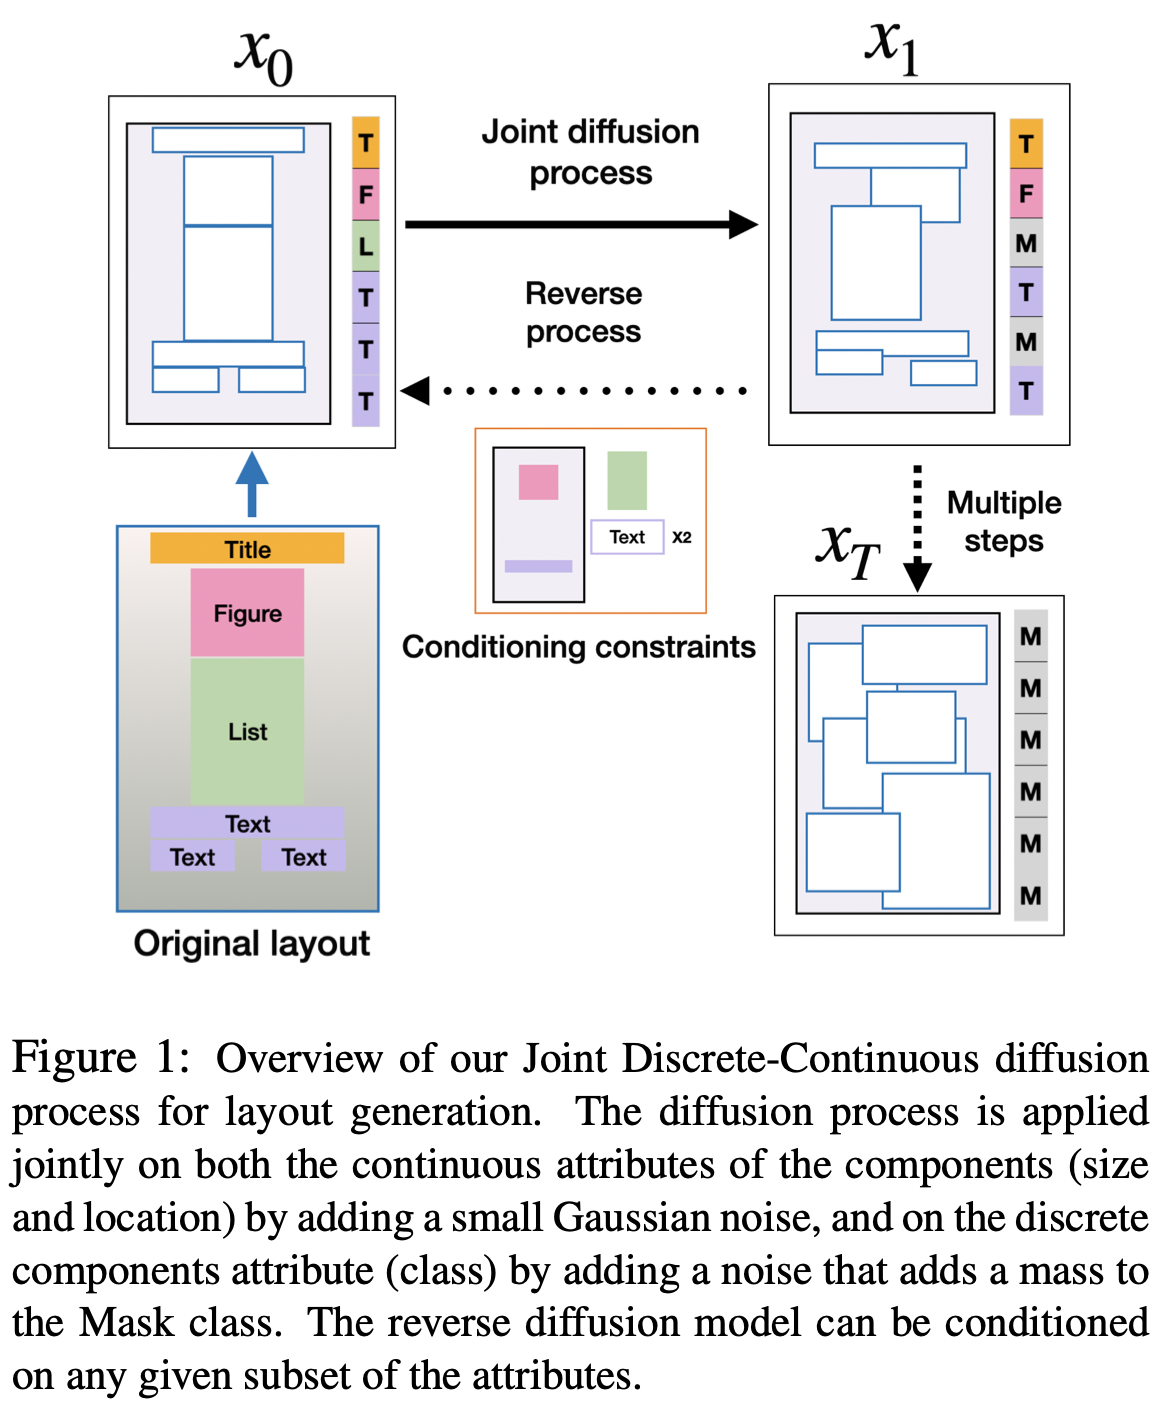 x0
x1
T
F
L
T
T
T
Joint diffusion
process
Reverse
process
T
F
M
T
M
T
Text
X2
Conditioning constraints
Multiple
steps
xT
M
M
M
M
M
M
Title
Figure
List
Text
Text Text
Original layout
Figure 1: Overview of our Joint Discrete-Continuous diffusion
process for layout generation. The diffusion process is applied
jointly on both the continuous attributes of the components (size
and location) by adding a small Gaussian noise, and on the discrete
components attribute (class) by adding a noise that adds a mass to
the Mask class. The reverse diffusion model can be conditioned
on any given subset of the attributes.